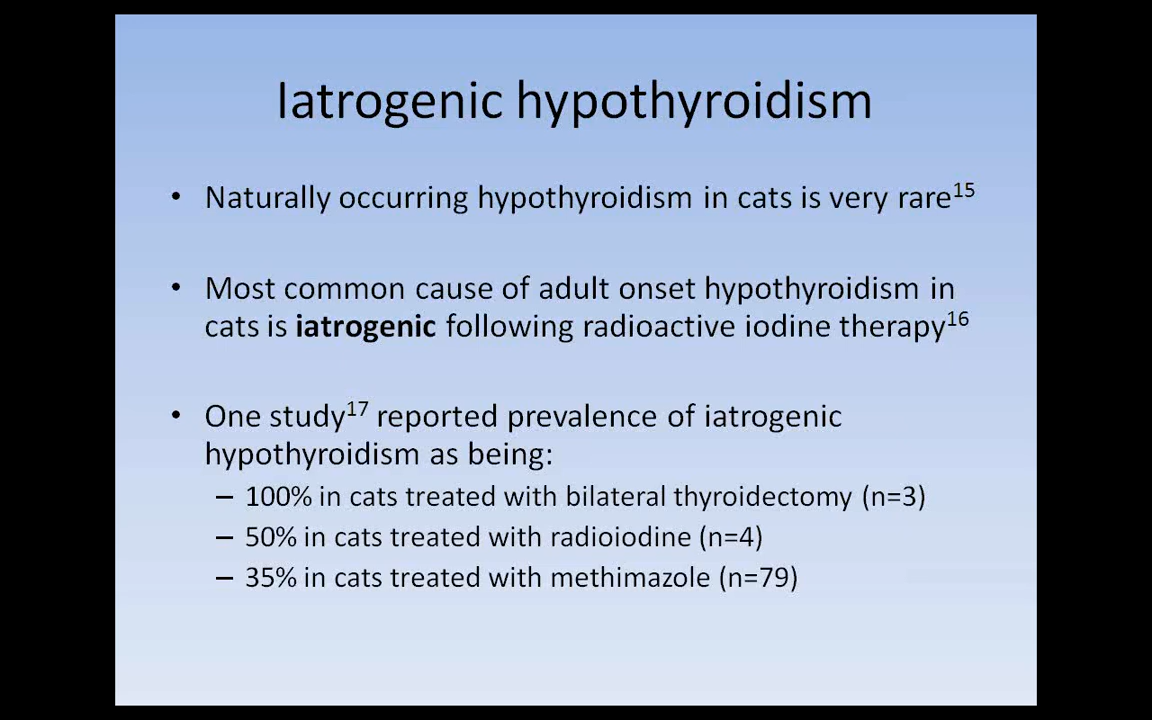 Iatrogenic hypothyroidism
• Naturally occurring hypothyroidism in cats is very rare15
• Most common cause of adult onset hypothyroidism in
cats is iatrogenic following radioactive iodine therapy16
• One study17 reported prevalence of iatrogenic
hypothyroidism as being:
– 100% in cats treated with bilateral thyroidectomy (n=3)
– 50% in cats treated with radioiodine (n=4)
– 35% in cats treated with methimazole (n=79)